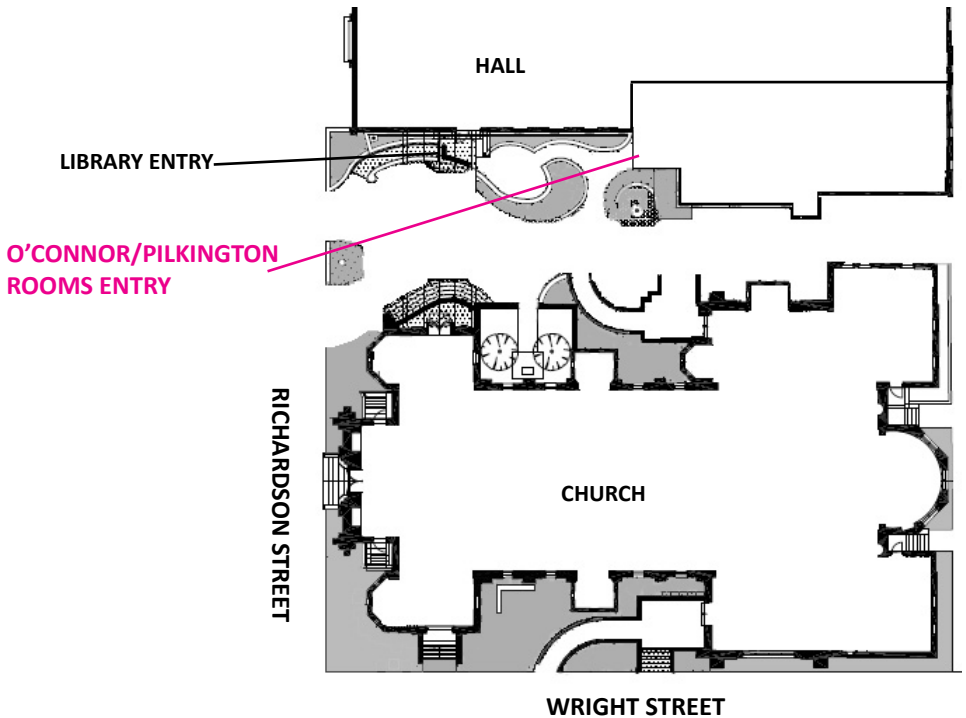 HALL
LIBRARY ENTRY
O'CONNOR/PILKINGTON
ROOMS ENTRY
RICHARDSON STREET
CHURCH
WRIGHT STREET